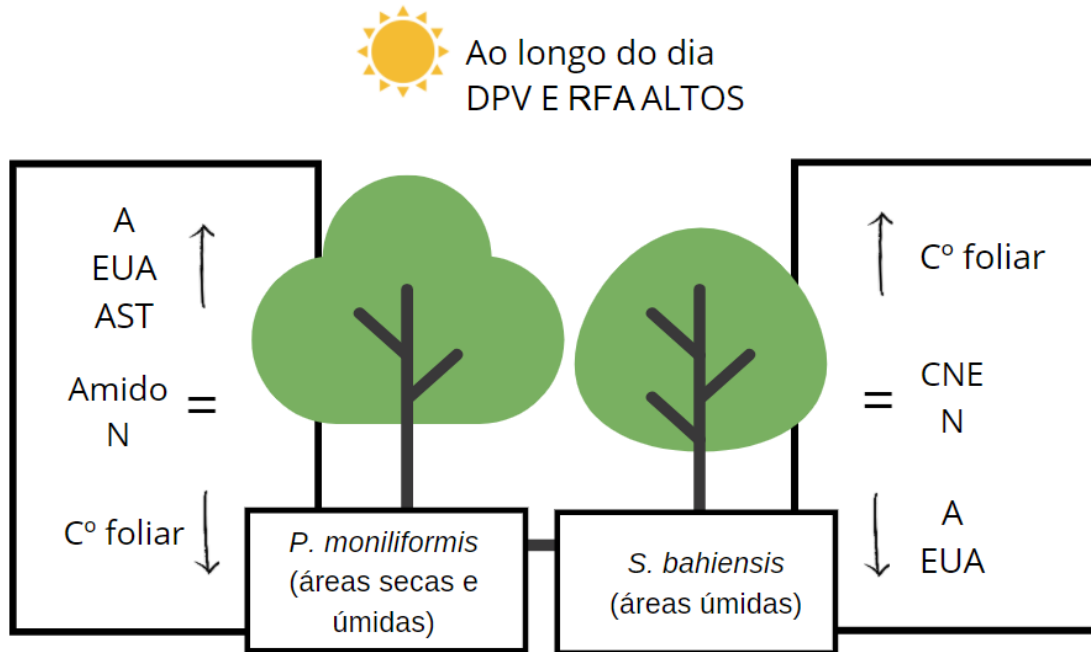 Ao longo do dia
DPV E RFA ALTOS
A
EUA
AST
Amido
N
=
Cº foliar
P. moniliformis
(áreas secas e
úmidas)
S. bahiensis
(áreas úmidas)
Cº foliar
=
CNE
N
A
EUA